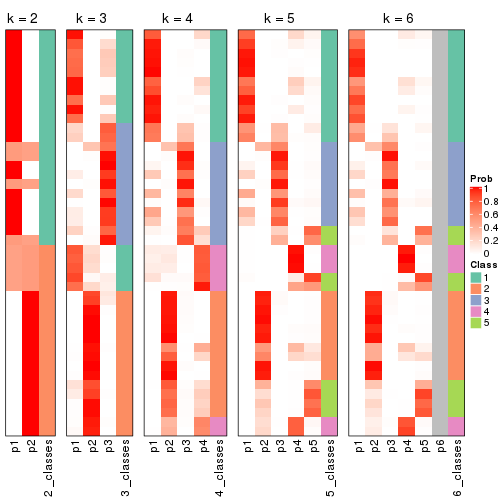 k = 2
k = 3
k = 4
k = 5
k = 6
Prob
1
0.8
0.6
0.4
0.2
0
Class
1
2
3
4
5
p1
p2
2_classes
p1
p2
p3
3_classes
p1
p2
p3
p4
4_classes
p1
p2
p3
p4
p5
5_classes
p1
p2
p3
p4
p5
p6
6_classes